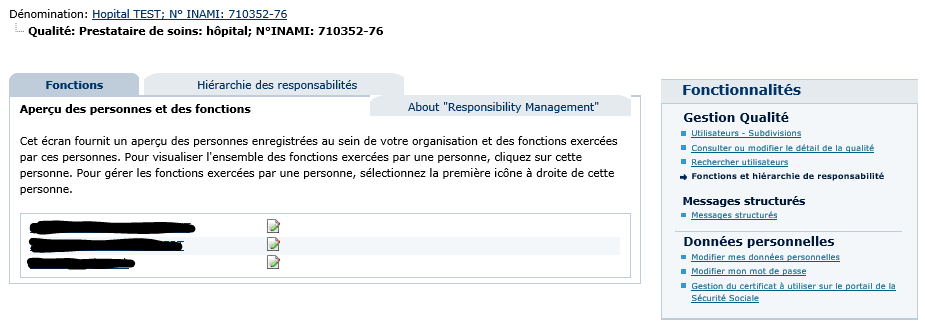 Dénomination: Hopital TEST; N° INAMI: 710352-76
Qualité: Prestataire de soins: hôpital; N°INAMI: 710352-76
Fonctions
Hiérarchie des responsabilités
Aperçu des personnes et des fonctions
About "Responsibility Management"
Cet écran fournit un aperçu des personnes enregistrées au sein de votre organisation et des fonctions exercées
par ces personnes. Pour visualiser l'ensemble des fonctions exercées par une personne, cliquez sur cette
personne. Pour gérer les fonctions exercées par une personne, sélectionnez la première icône à droite de cette
personne.
Fonctionnalités
Gestion Qualité
Utilisateurs - Subdivisions
Consulter ou modifier le détail de la qualité
Rechercher utilisateurs
Fonctions et hiérarchie de responsabilité
Messages structurés
Messages structurés
Données personnelles
Modifier mes données personnelles
Modifier mon mot de passe
Gestion du certificat à utiliser sur le portail de la
Sécurité Sociale